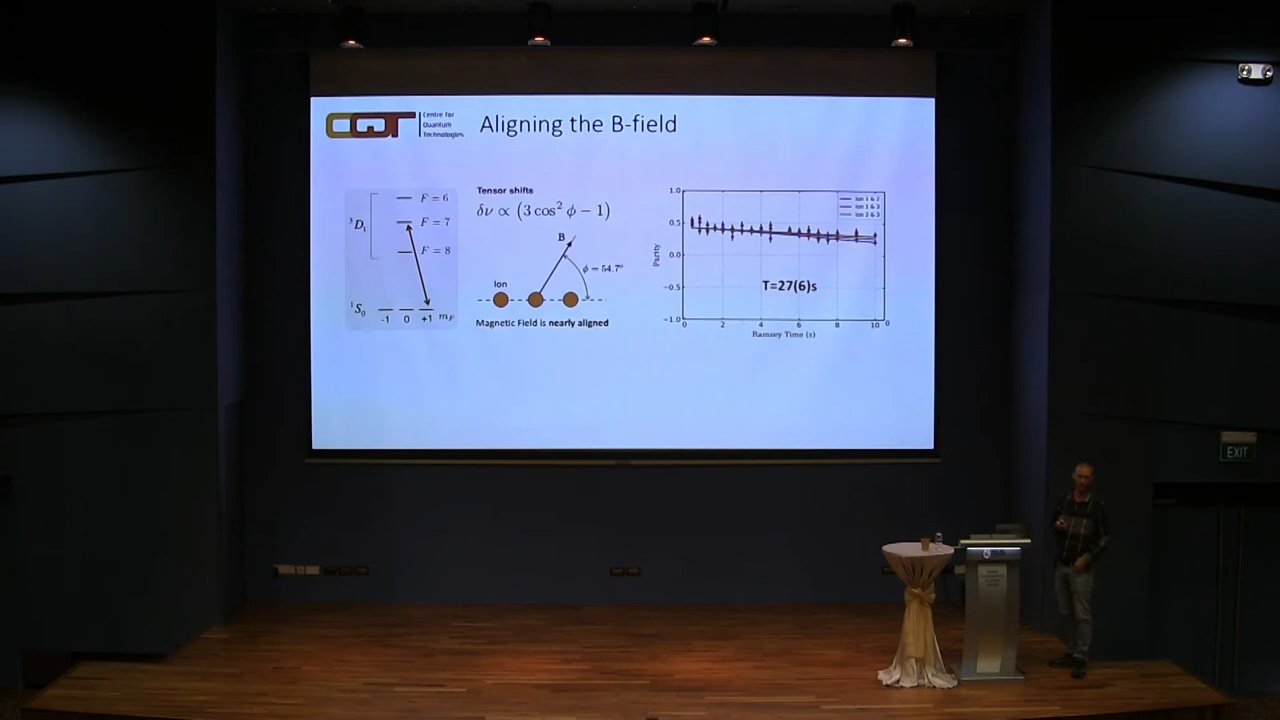 CQT
Centre for
Quantum
Technologies
Aligning the B-field
F = 6
³D₁
F = 7
F = 8
¹S₀
-1 0 +1 m_F
Tensor shifts
δν ∝ (3 cos² ϕ − 1)
B
ϕ = 54.7°
Ion
Magnetic Field is nearly aligned
1.0
0.5
0.0
−0.5
−1.0
Parity
Ion 1 & 2
Ion 1 & 3
Ion 2 & 3
T=27(6)s
0 2 4 6 8 10 0
Ramsey Time (s)
EXIT